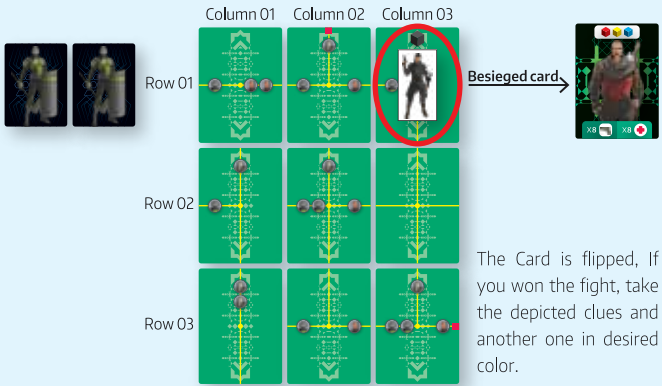 Column 01 Column 02 Column 03
Row 01
Besieged card
X8 X8
Row 02
Row 03
The Card is flipped, If
you won the fight, take
the depicted clues and
another one in desired
color.